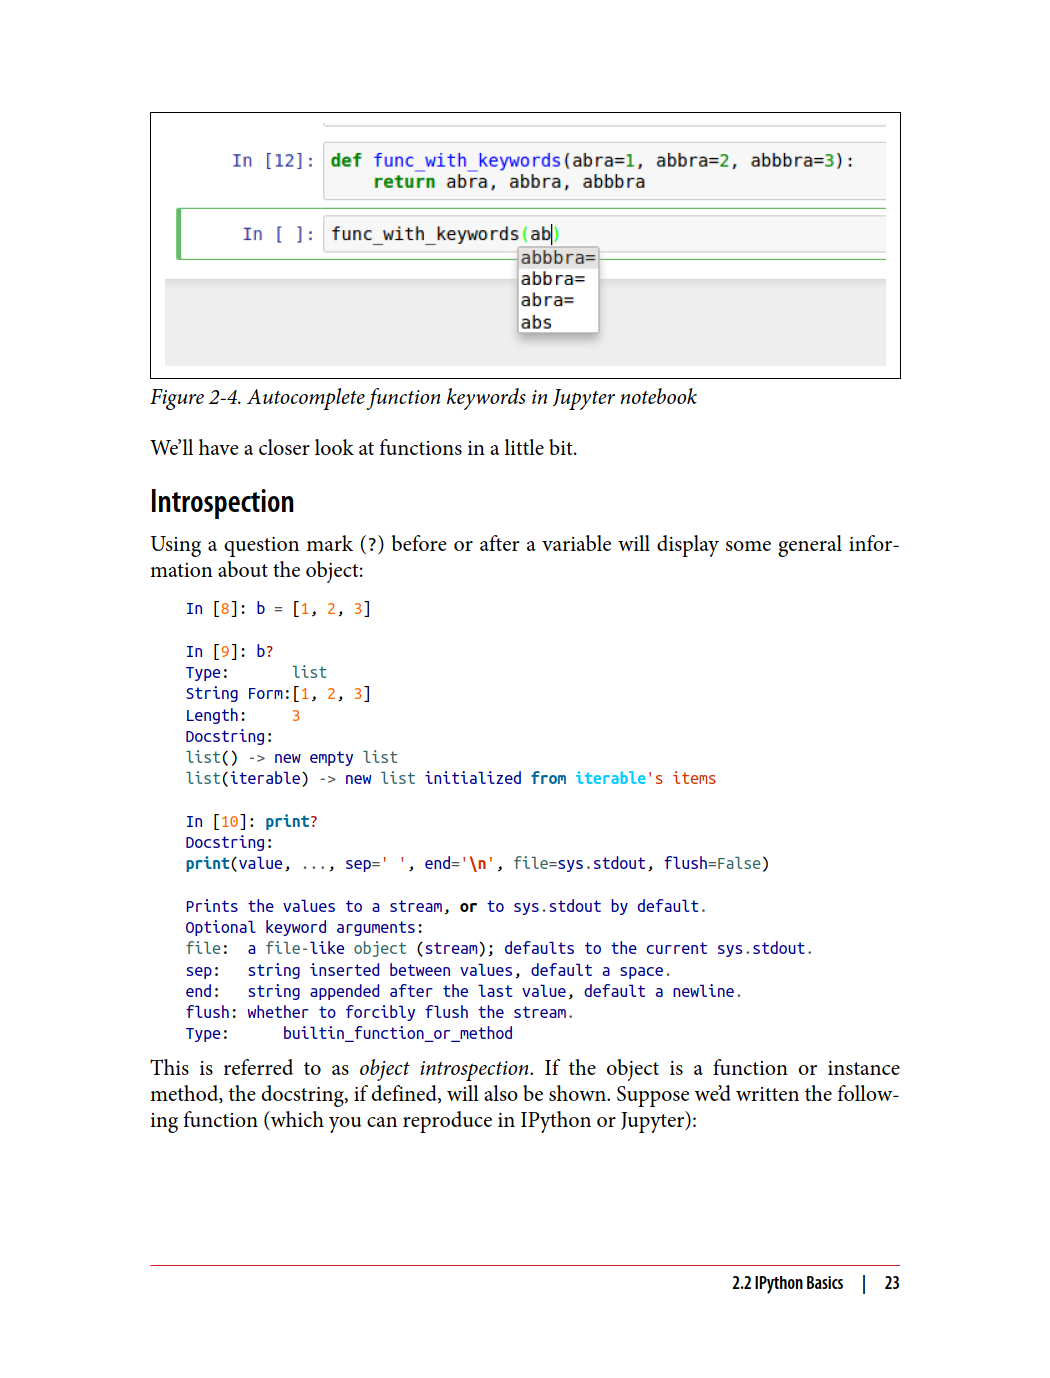 In [12]: def func_with_keywords(abra=1, abbra=2, abbbra=3):
return abra, abbra, abbbra
In [ ]: func_with_keywords(ab)
abbbra=
abbra=
abra=
abs
Figure 2-4. Autocomplete function keywords in Jupyter notebook
We’ll have a closer look at functions in a little bit.
Introspection
Using a question mark (?) before or after a variable will display some general infor-
mation about the object:
In [8]: b = [1, 2, 3]
In [9]: b?
Type:       list
String Form:[1, 2, 3]
Length:     3
Docstring:
list() -> new empty list
list(iterable) -> new list initialized from iterable's items
In [10]: print?
Docstring:
print(value, ..., sep=' ', end='\n', file=sys.stdout, flush=False)
Prints the values to a stream, or to sys.stdout by default.
Optional keyword arguments:
file:  a file-like object (stream); defaults to the current sys.stdout.
sep:   string inserted between values, default a space.
end:   string appended after the last value, default a newline.
flush: whether to forcibly flush the stream.
Type:      builtin_function_or_method
This is referred to as object introspection. If the object is a function or instance
method, the docstring, if defined, will also be shown. Suppose we’d written the follow-
ing function (which you can reproduce in IPython or Jupyter):
2.2 IPython Basics | 23